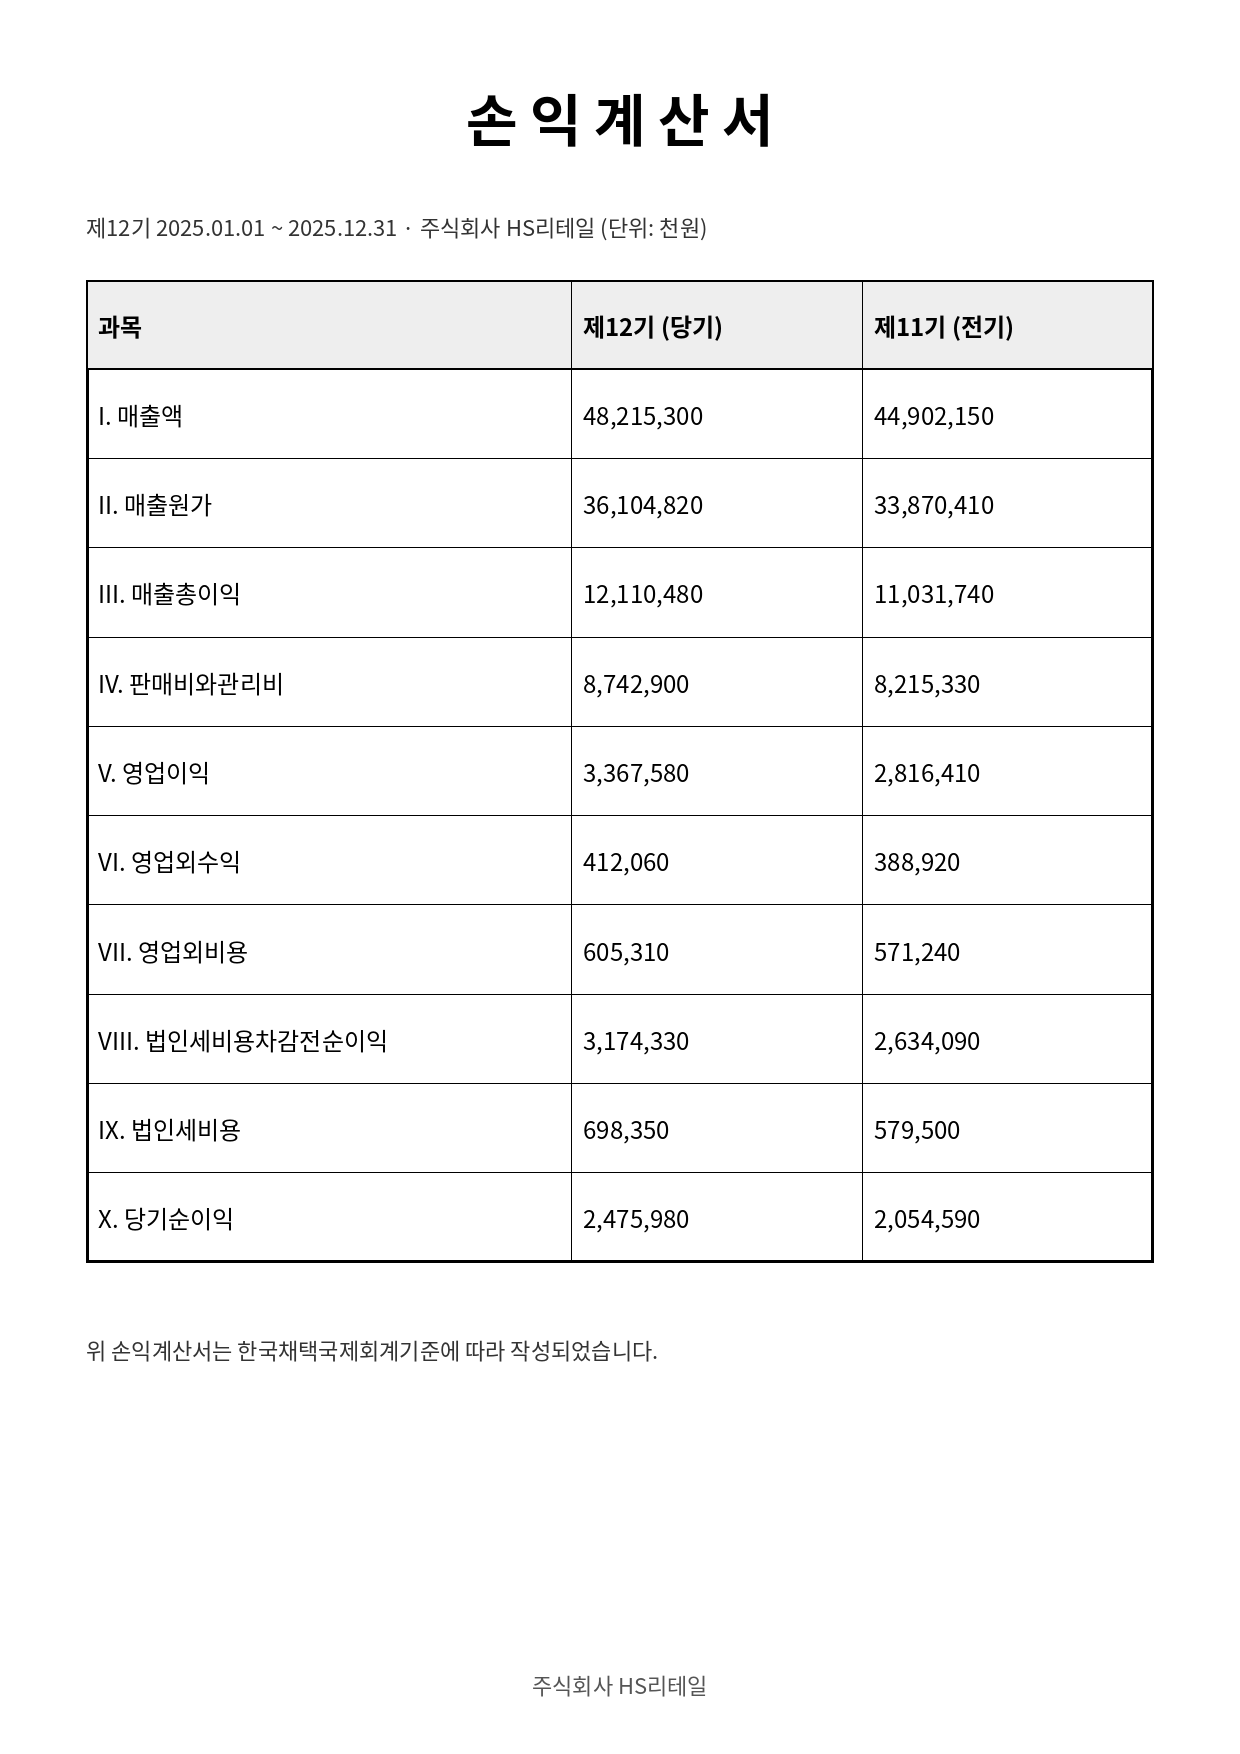 손익계산서
제12기 2025.01.01 ~ 2025.12.31 · 주식회사 HS리테일 (단위: 천원)
과목 제12기 (당기) 제11기 (전기)
I. 매출액 48,215,300 44,902,150
II. 매출원가 36,104,820 33,870,410
III. 매출총이익 12,110,480 11,031,740
IV. 판매비와관리비 8,742,900 8,215,330
V. 영업이익 3,367,580 2,816,410
VI. 영업외수익 412,060 388,920
VII. 영업외비용 605,310 571,240
VIII. 법인세비용차감전순이익 3,174,330 2,634,090
IX. 법인세비용 698,350 579,500
X. 당기순이익 2,475,980 2,054,590
위 손익계산서는 한국채택국제회계기준에 따라 작성되었습니다.
주식회사 HS리테일